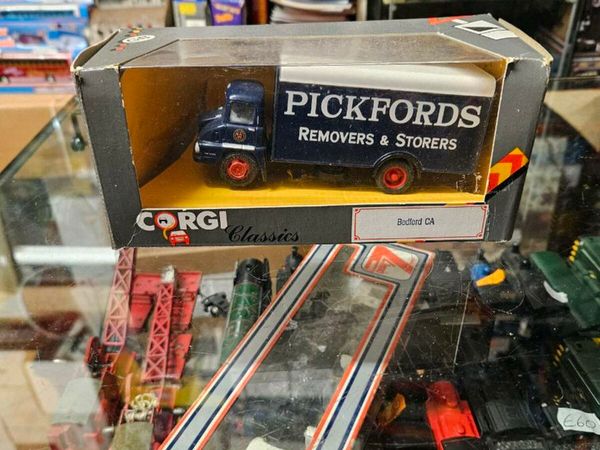 PICKFORDS
REMOVERS & STORERS
CORGI
Classics
Bedford CA
£60